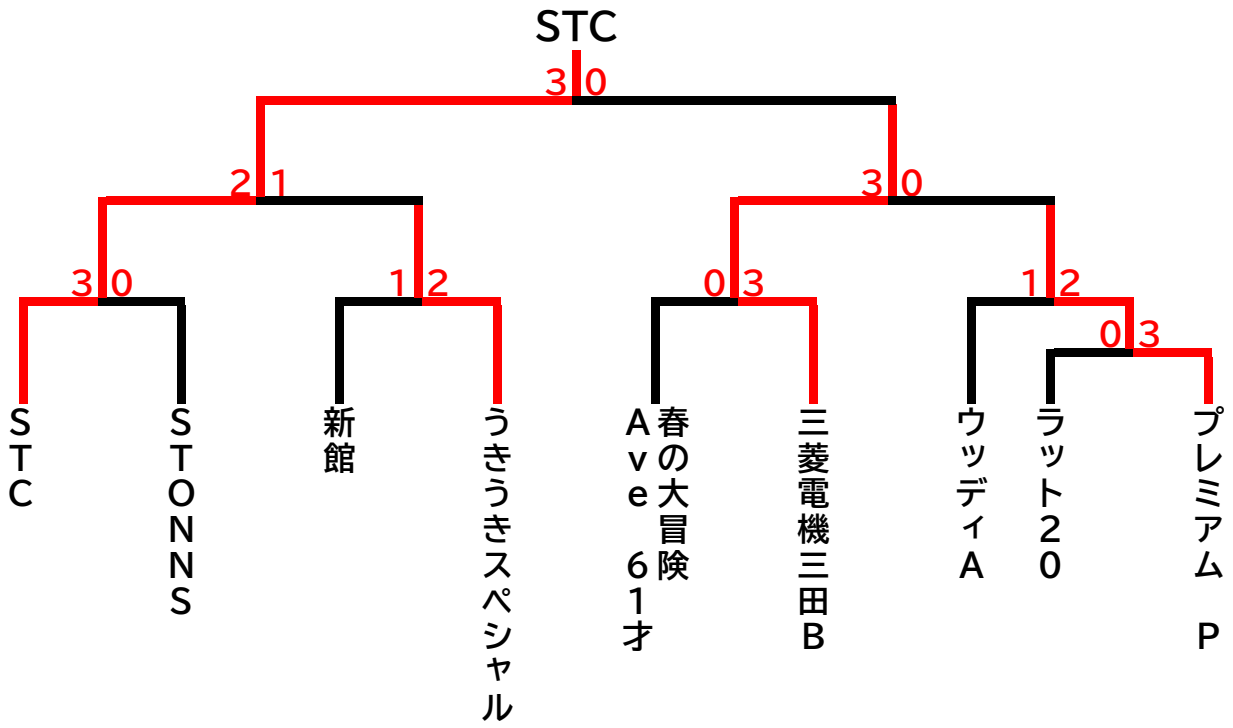 STC
3 0
2 1
3 0
3 0
1 2
0 3
1 2
0 3
STC
STONNS
新館
うきうきスペシャル
春の大冒険
Ave 61才
三菱電機三田B
ウッディA
ラット20
プレミアム P